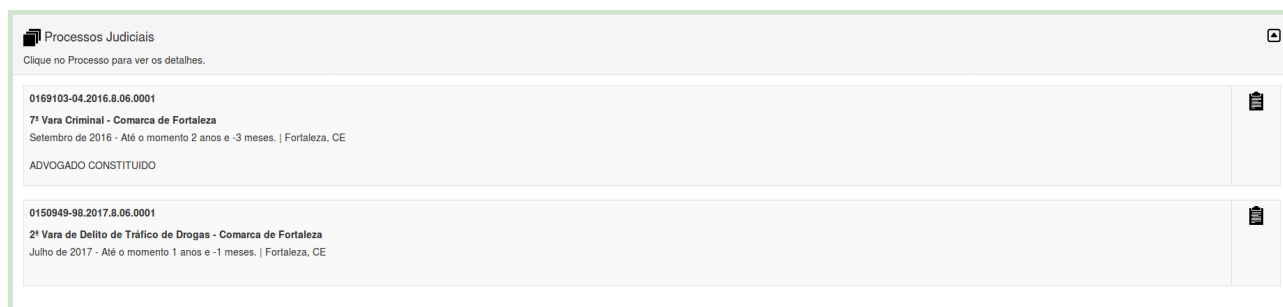 Processos Judiciais
Clique no Processo para ver os detalhes.
0169103-04.2016.8.06.0001
7ª Vara Criminal - Comarca de Fortaleza
Setembro de 2016 - Até o momento 2 anos e -3 meses. | Fortaleza, CE
ADVOGADO CONSTITUIDO
0150949-98.2017.8.06.0001
2ª Vara de Delito de Tráfico de Drogas - Comarca de Fortaleza
Julho de 2017 - Até o momento 1 anos e -1 meses. | Fortaleza, CE